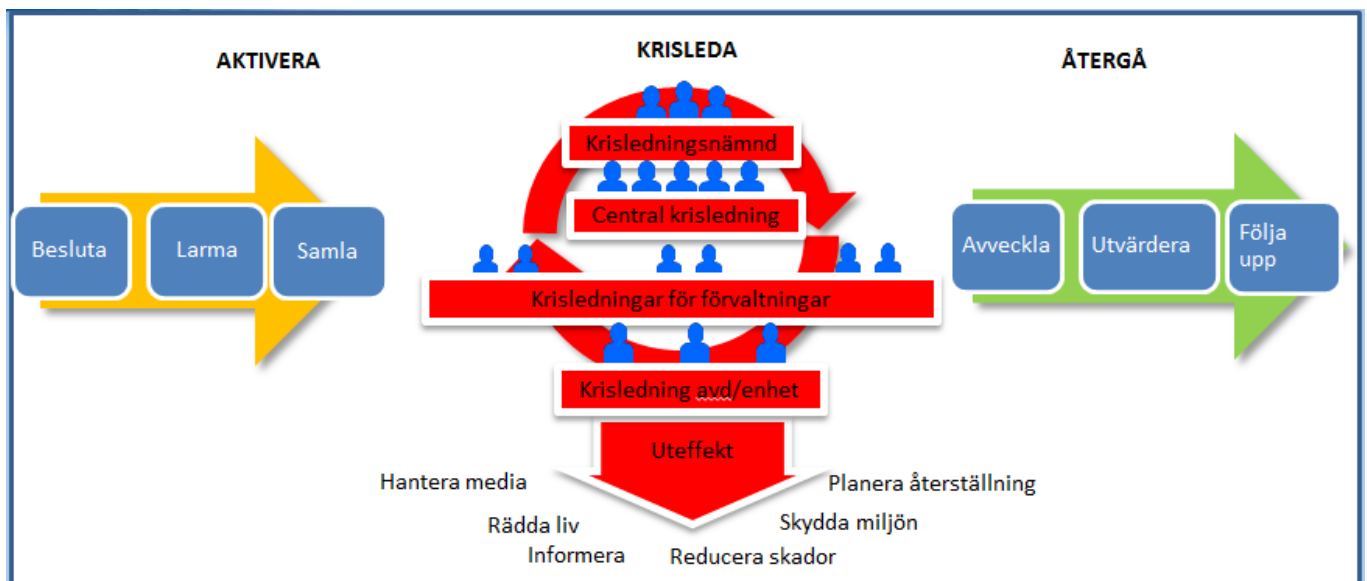 AKTIVERA
KRISLEDA
ÅTERGÅ
Besluta
Larma
Samla
Krisledningsnämnd
Central krisledning
Krisledningar för förvaltningar
Krisledning avd/enhet
Uteffekt
Avveckla
Utvärdera
Följa
upp
Hantera media
Rädda liv
Informera
Reducera skador
Skydda miljön
Planera återställning